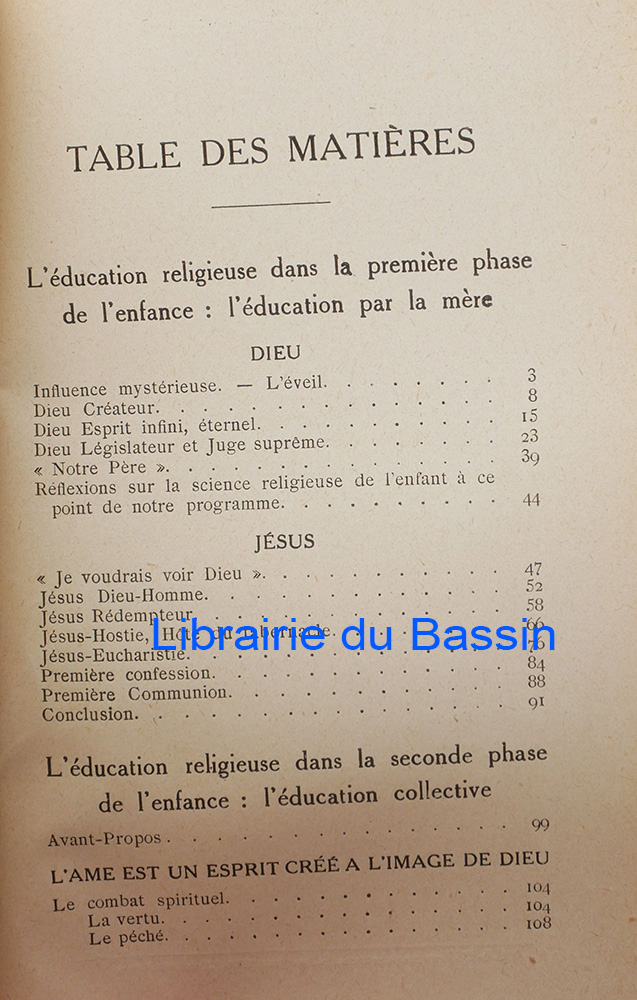 TABLE DES MATIÈRES
L'éducation religieuse dans la première phase
de l'enfance : l'éducation par la mère
DIEU
Influence mystérieuse. — L'éveil. . . . . . . . 3
Dieu Créateur. . . . . . . . . . . . . . . 8
Dieu Esprit infini, éternel. . . . . . . . . . . 15
Dieu Législateur et Juge suprême. . . . . . . . 23
« Notre Père ». . . . . . . . . . . . . . . 39
Réflexions sur la science religieuse de l'enfant à ce
point de notre programme. . . . . . . . . . 44
JÉSUS
« Je voudrais voir Dieu ». . . . . . . . . . . 47
Jésus Dieu-Homme. . . . . . . . . . . . . 52
Jésus Rédempteur. . . . . . . . . . . . . 58
Jésus-Hostie, Hôte du tabernacle. . . . . . . . 66
Librairie du Bassin
Jésus-Eucharistie. . . . . . . . . . . . . . 76
Première confession. . . . . . . . . . . . . 84
Première Communion. . . . . . . . . . . . 88
Conclusion. . . . . . . . . . . . . . . . 91
L'éducation religieuse dans la seconde phase
de l'enfance : l'éducation collective
Avant-Propos . . . . . . . . . . . . . . . 99
L'AME EST UN ESPRIT CRÉÉ A L'IMAGE DE DIEU
Le combat spirituel. . . . . . . . . . . . . 104
La vertu. . . . . . . . . . . . . . . . 104
Le péché. . . . . . . . . . . . . . . . 108